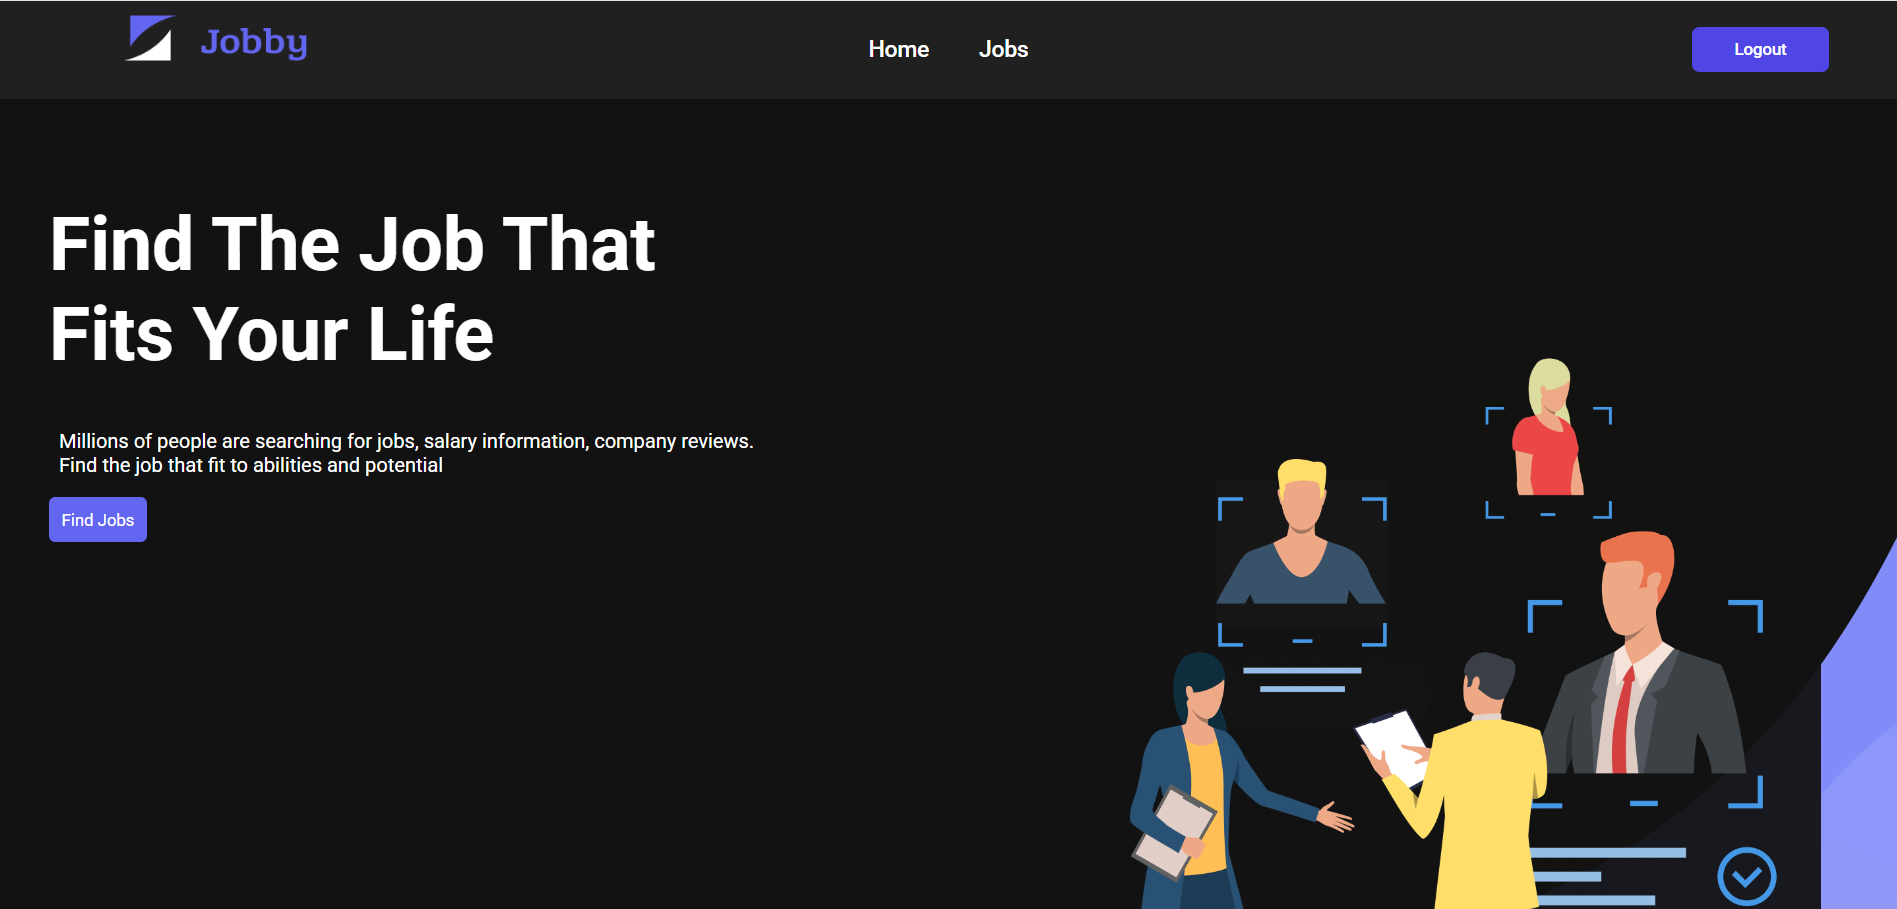 Jobby
Home
Jobs
Logout
Find The Job That
Fits Your Life
Millions of people are searching for jobs, salary information, company reviews.
Find the job that fit to abilities and potential
Find Jobs